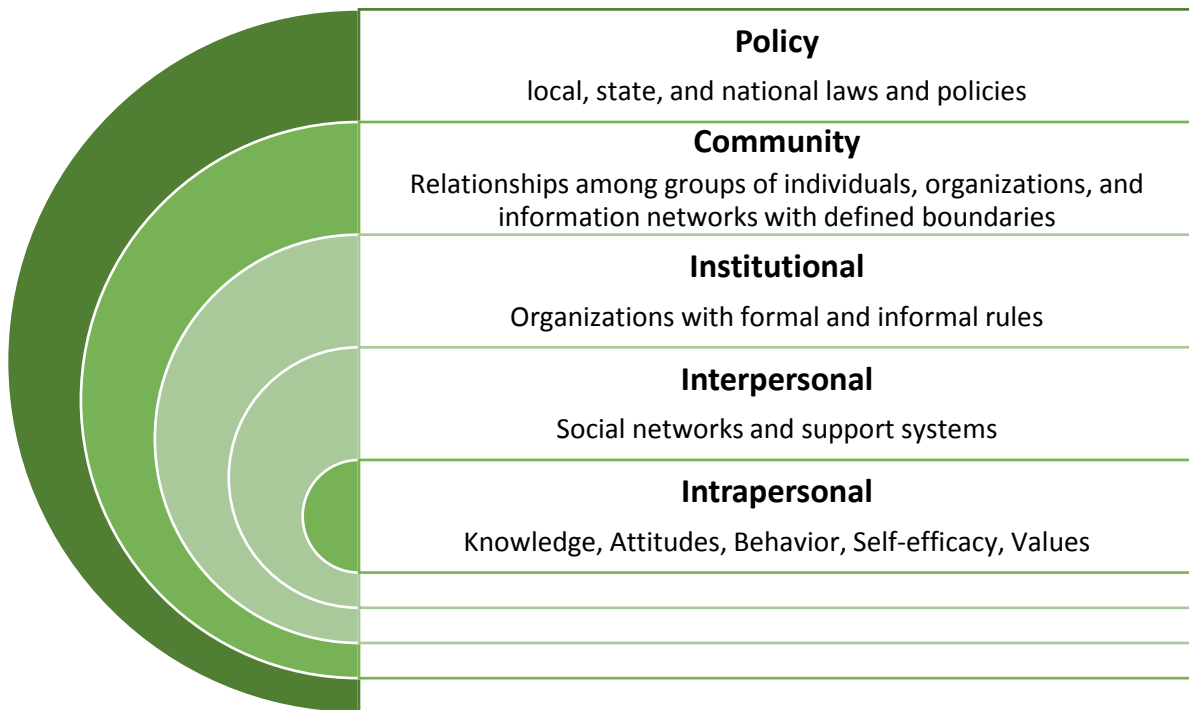 Policy
local, state, and national laws and policies
Community
Relationships among groups of individuals, organizations, and
information networks with defined boundaries
Institutional
Organizations with formal and informal rules
Interpersonal
Social networks and support systems
Intrapersonal
Knowledge, Attitudes, Behavior, Self-efficacy, Values